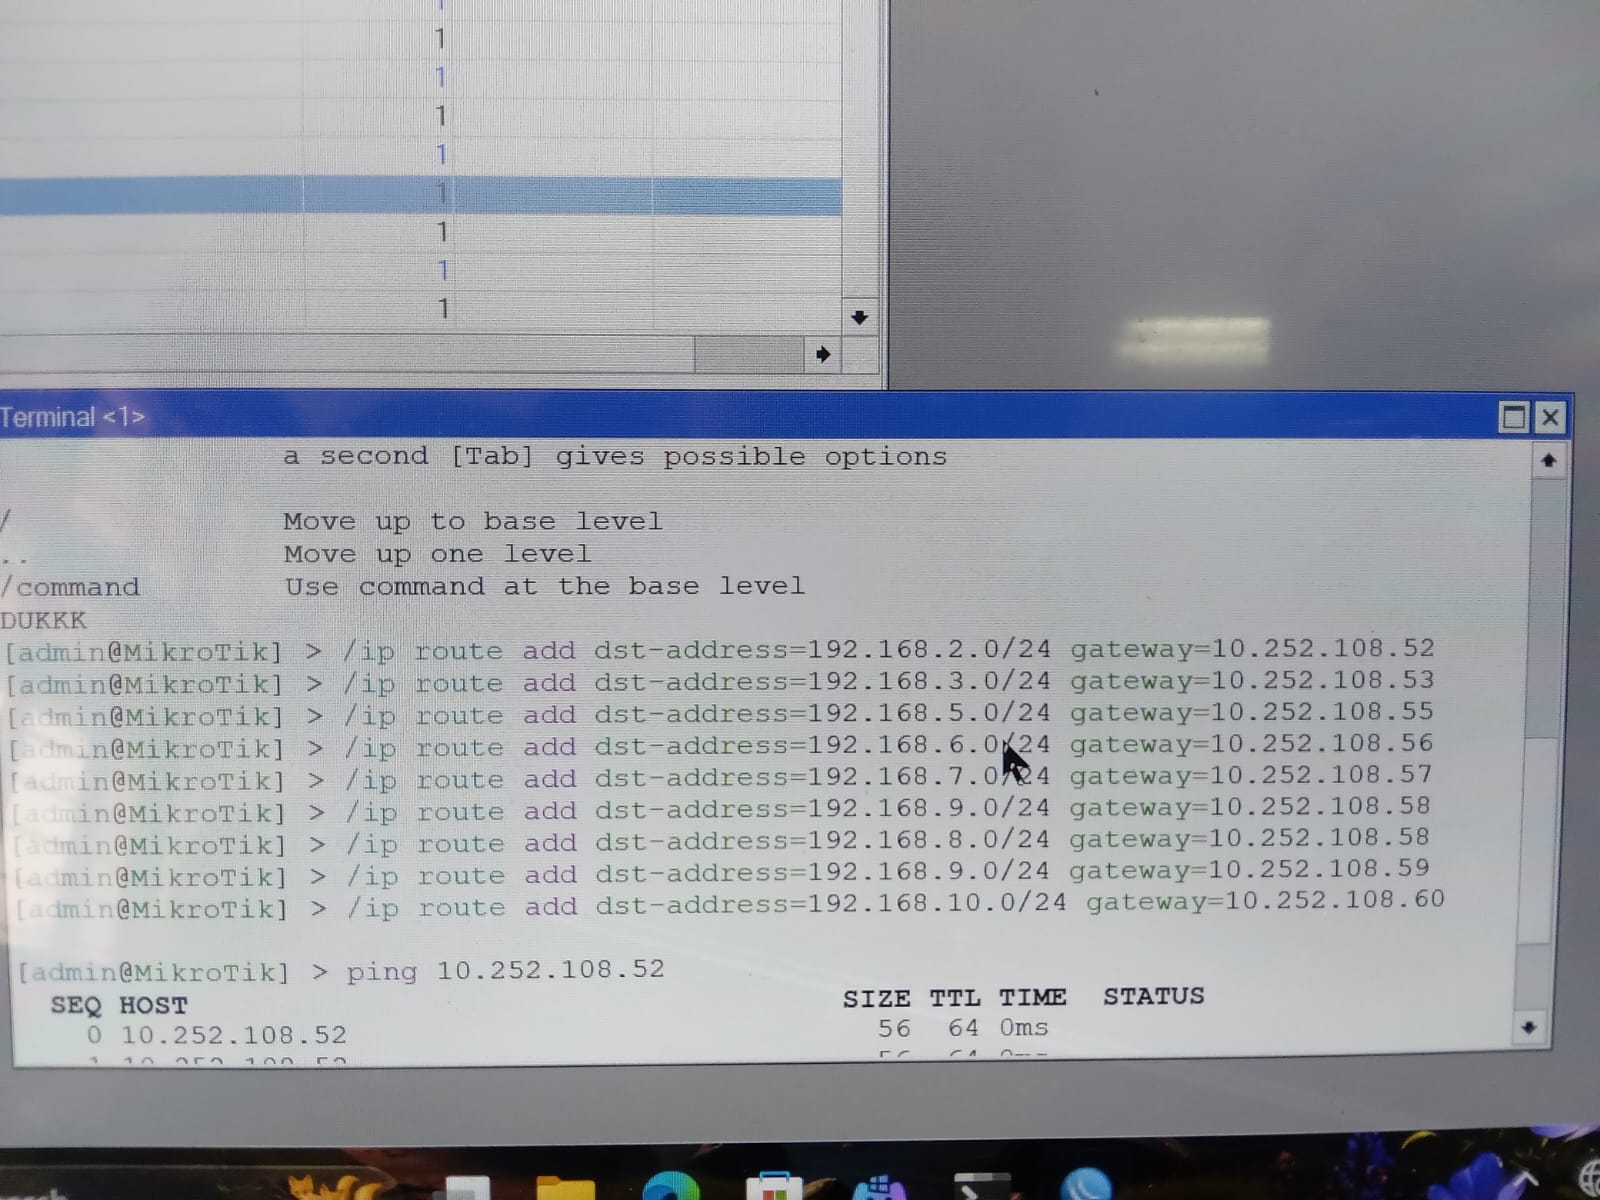 1
1
1
1
1
1
1
1
Terminal <1>
a second [Tab] gives possible options
/ Move up to base level
.. Move up one level
/command Use command at the base level
DUKKK
[admin@MikroTik] > /ip route add dst-address=192.168.2.0/24 gateway=10.252.108.52
[admin@MikroTik] > /ip route add dst-address=192.168.3.0/24 gateway=10.252.108.53
[admin@MikroTik] > /ip route add dst-address=192.168.5.0/24 gateway=10.252.108.55
[admin@MikroTik] > /ip route add dst-address=192.168.6.0/24 gateway=10.252.108.56
[admin@MikroTik] > /ip route add dst-address=192.168.7.0/24 gateway=10.252.108.57
[admin@MikroTik] > /ip route add dst-address=192.168.9.0/24 gateway=10.252.108.58
[admin@MikroTik] > /ip route add dst-address=192.168.8.0/24 gateway=10.252.108.58
[admin@MikroTik] > /ip route add dst-address=192.168.9.0/24 gateway=10.252.108.59
[admin@MikroTik] > /ip route add dst-address=192.168.10.0/24 gateway=10.252.108.60
[admin@MikroTik] > ping 10.252.108.52
SEQ HOST SIZE TTL TIME STATUS
0 10.252.108.52 56 64 0ms